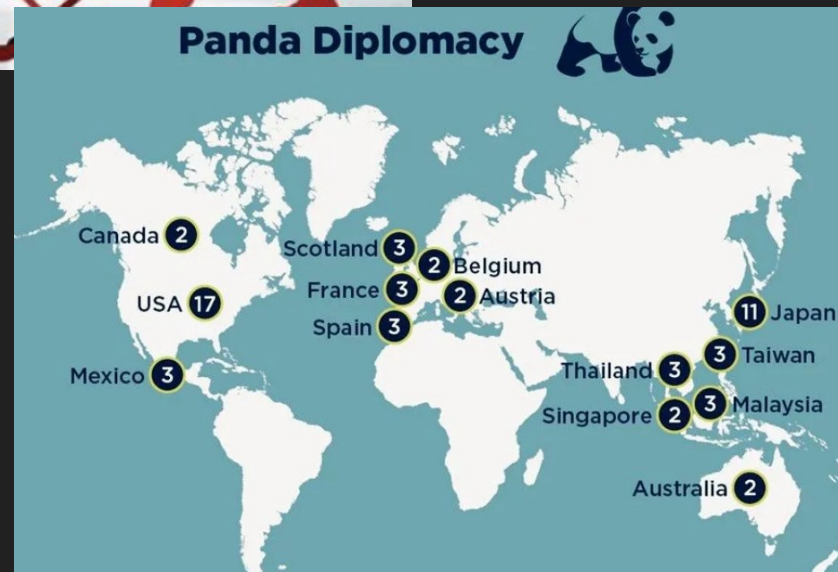 Panda Diplomacy
Canada 2
Scotland 3
2 Belgium
France 3
2 Austria
USA 17
11 Japan
Spain 3
3 Taiwan
Thailand 3
Mexico 3
3 Malaysia
Singapore 2
Australia 2